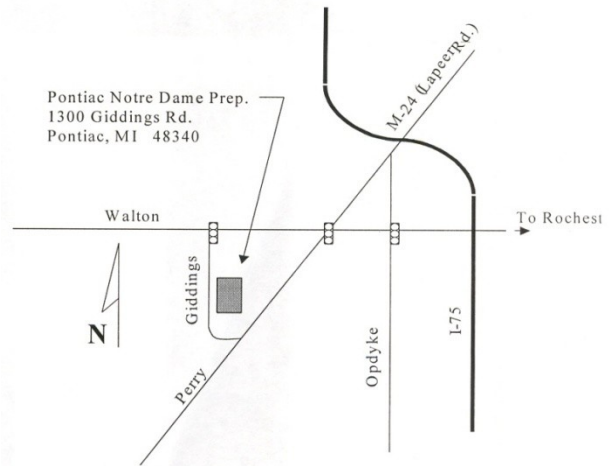 M-24 (Lapeer Rd.)
Pontiac Notre Dame Prep.
1300 Giddings Rd.
Pontiac, MI 48340
Walton
To Rochest
Giddings
N
Perry
Opdyke
I-75